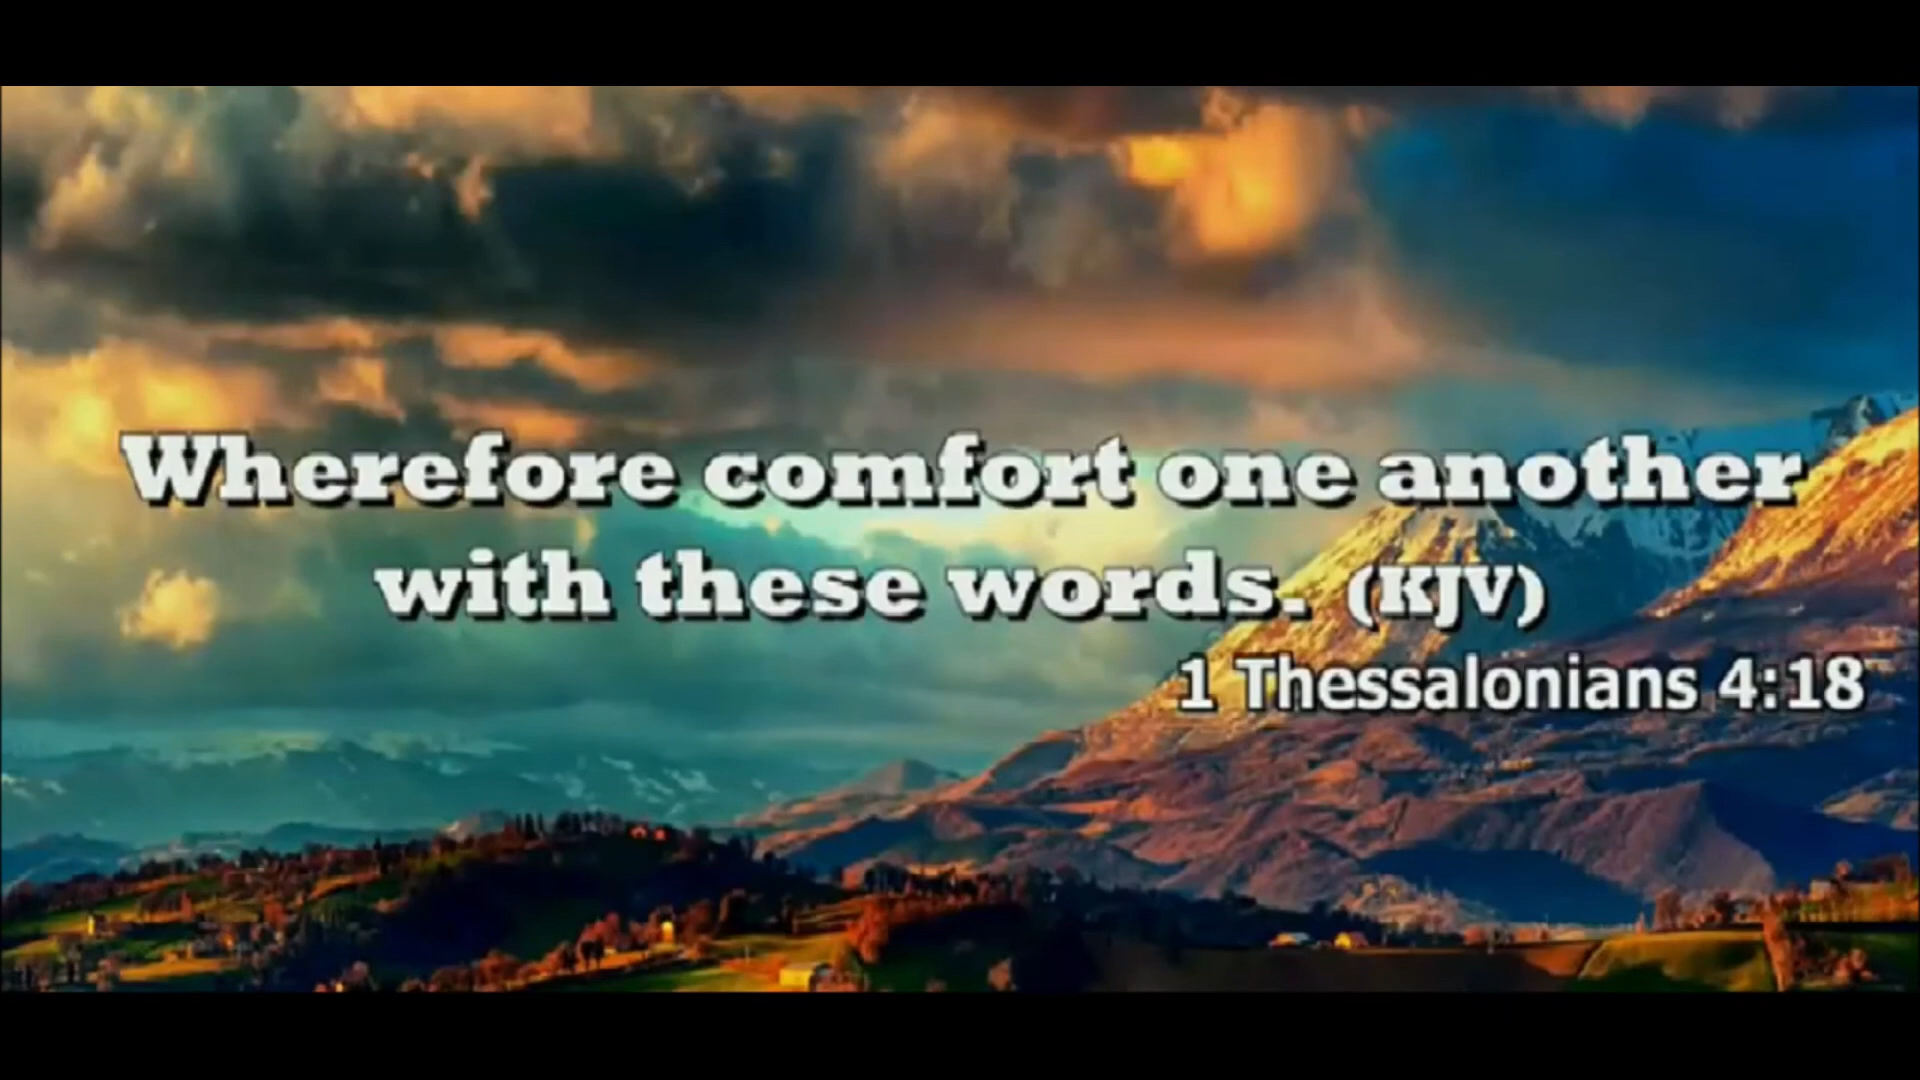 Wherefore comfort one another
with these words. (KJV)
1 Thessalonians 4:18